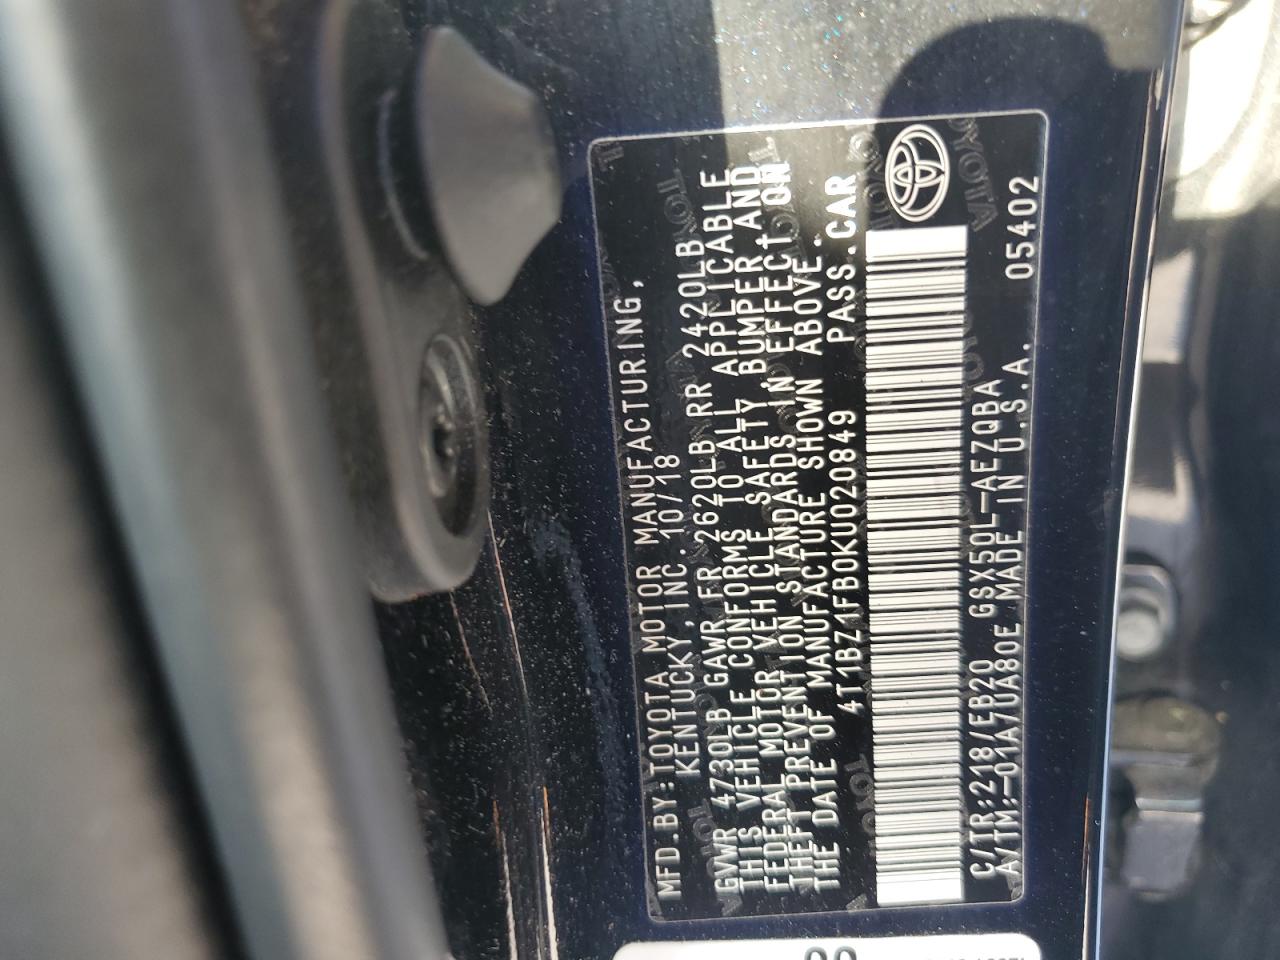 MFD.BY:TOYOTA MOTOR MANUFACTURING,
KENTUCKY,INC.10/18
GVWR 4730LB GAWR FR 2620LB RR 2420LB
THIS VEHICLE CONFORMS TO ALL APPLICABLE
FEDERAL MOTOR VEHICLE SAFETY,BUMPER,AND
THEFT PREVENTION STANDARDS IN EFFECT ON
THE DATE OF MANUFACTURE SHOWN ABOVE.
4T1BZ1FB0KU020849 PASS.CAR
C/TR:218/EB20 GSX50L-AEZQBA
A/TM:-01A/UA80E MADE IN U.S.A. 05402
TOYOTA